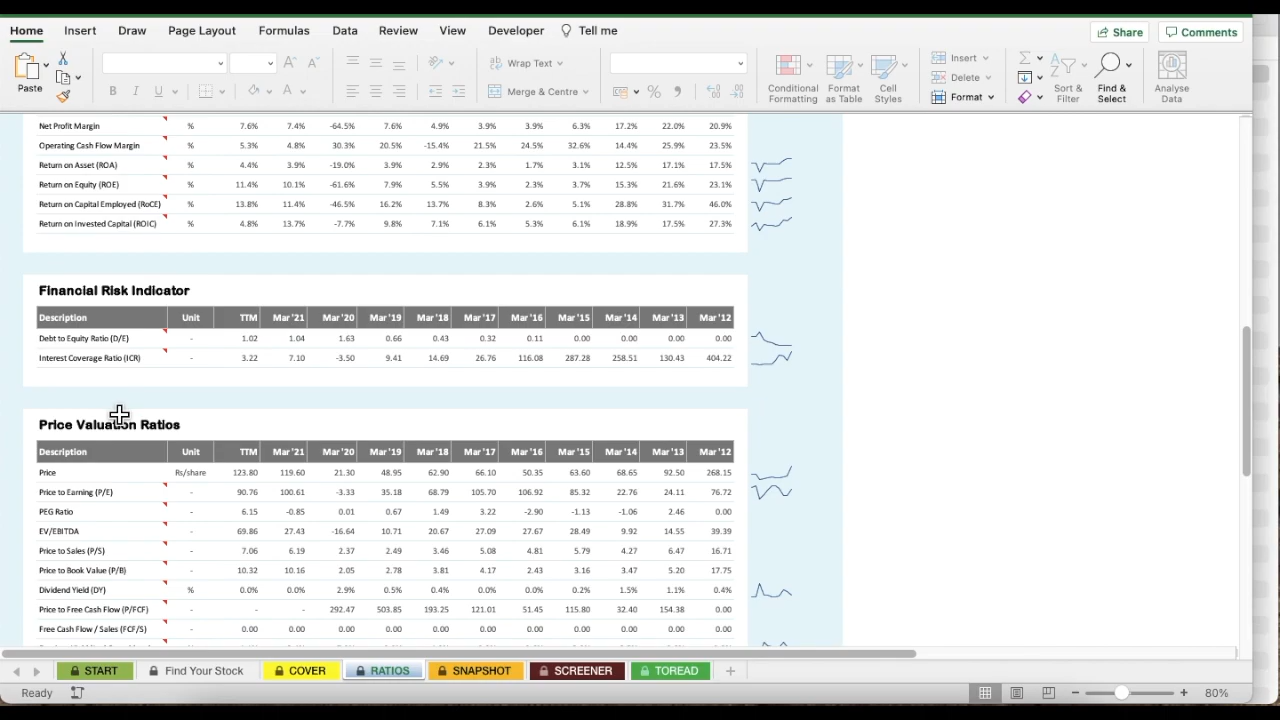 Home Insert Draw Page Layout Formulas Data Review View Developer Tell me Share Comments
Paste Wrap Text Merge & Centre Conditional Formatting Format as Table Cell Styles Insert Delete Format Sort & Filter Find & Select Analyse Data
Net Profit Margin % 7.6% 7.4% -64.5% 7.6% 4.9% 3.9% 3.9% 6.3% 17.2% 22.0% 20.9%
Operating Cash Flow Margin % 5.3% 4.8% 30.3% 20.5% -15.4% 21.5% 24.5% 32.6% 14.4% 25.9% 23.5%
Return on Asset (ROA) % 4.4% 3.9% -19.0% 3.9% 2.9% 2.3% 1.7% 3.1% 12.5% 17.1% 17.5%
Return on Equity (ROE) % 11.4% 10.1% -61.6% 7.9% 5.5% 3.9% 2.3% 3.7% 15.3% 21.6% 23.1%
Return on Capital Employed (RoCE) % 13.8% 11.4% -46.5% 16.2% 13.7% 8.3% 2.6% 5.1% 28.8% 31.7% 46.0%
Return on Invested Capital (ROIC) % 4.8% 13.7% -7.7% 9.8% 7.1% 6.1% 5.3% 6.1% 18.9% 17.5% 27.3%
Financial Risk Indicator
Description Unit TTM Mar '21 Mar '20 Mar '19 Mar '18 Mar '17 Mar '16 Mar '15 Mar '14 Mar '13 Mar '12
Debt to Equity Ratio (D/E) - 1.02 1.04 1.63 0.66 0.43 0.32 0.11 0.00 0.00 0.00 0.00
Interest Coverage Ratio (ICR) - 3.22 7.10 -3.50 9.41 14.69 26.76 116.08 287.28 258.51 130.43 404.22
Price Valuation Ratios
Description Unit TTM Mar '21 Mar '20 Mar '19 Mar '18 Mar '17 Mar '16 Mar '15 Mar '14 Mar '13 Mar '12
Price Rs/share 123.80 119.60 21.30 48.95 62.90 66.10 50.35 63.60 68.65 92.50 268.15
Price to Earning (P/E) - 90.76 100.61 -3.33 35.18 68.79 105.70 106.92 85.32 22.76 24.11 76.72
PEG Ratio - 6.15 -0.85 0.01 0.67 1.49 3.22 -2.90 -1.13 -1.06 2.46 0.00
EV/EBITDA - 69.86 27.43 -16.64 10.71 20.67 27.09 27.67 28.49 9.92 14.55 39.39
Price to Sales (P/S) - 7.06 6.19 2.37 2.49 3.46 5.08 4.81 5.79 4.27 6.47 16.71
Price to Book Value (P/B) - 10.32 10.16 2.05 2.78 3.81 4.17 2.43 3.16 3.47 5.20 17.75
Dividend Yield (DY) % 0.0% 0.0% 2.9% 0.5% 0.4% 0.0% 0.0% 0.2% 1.5% 1.1% 0.4%
Price to Free Cash Flow (P/FCF) - - - 292.47 503.85 193.25 121.01 51.45 115.80 32.40 154.38 0.00
Free Cash Flow / Sales (FCF/S) - 0.00 0.00 0.00 0.00 0.00 0.00 0.00 0.00 0.00 0.00 0.00
START Find Your Stock COVER RATIOS SNAPSHOT SCREENER TOREAD
Ready 80%